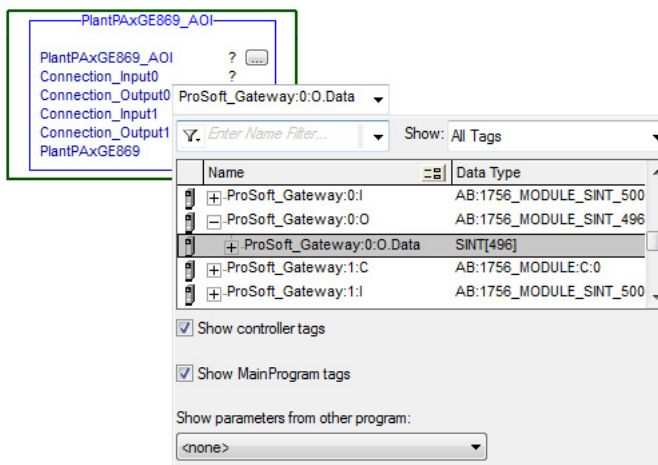 PlantPAxGE869_AOI
PlantPAxGE869_AOI ? ...
Connection_Input0 ?
Connection_Output0
Connection_Input1
Connection_Output1
PlantPAxGE869
ProSoft_Gateway:0:O.Data
Enter Name Filter... Show: All Tags
Name Data Type
ProSoft_Gateway:0:I AB:1756_MODULE_SINT_500
ProSoft_Gateway:0:O AB:1756_MODULE_SINT_496
ProSoft_Gateway:0:O.Data SINT[496]
ProSoft_Gateway:1:C AB:1756_MODULE:C:0
ProSoft_Gateway:1:I AB:1756_MODULE_SINT_500
Show controller tags
Show MainProgram tags
Show parameters from other program:
<none>